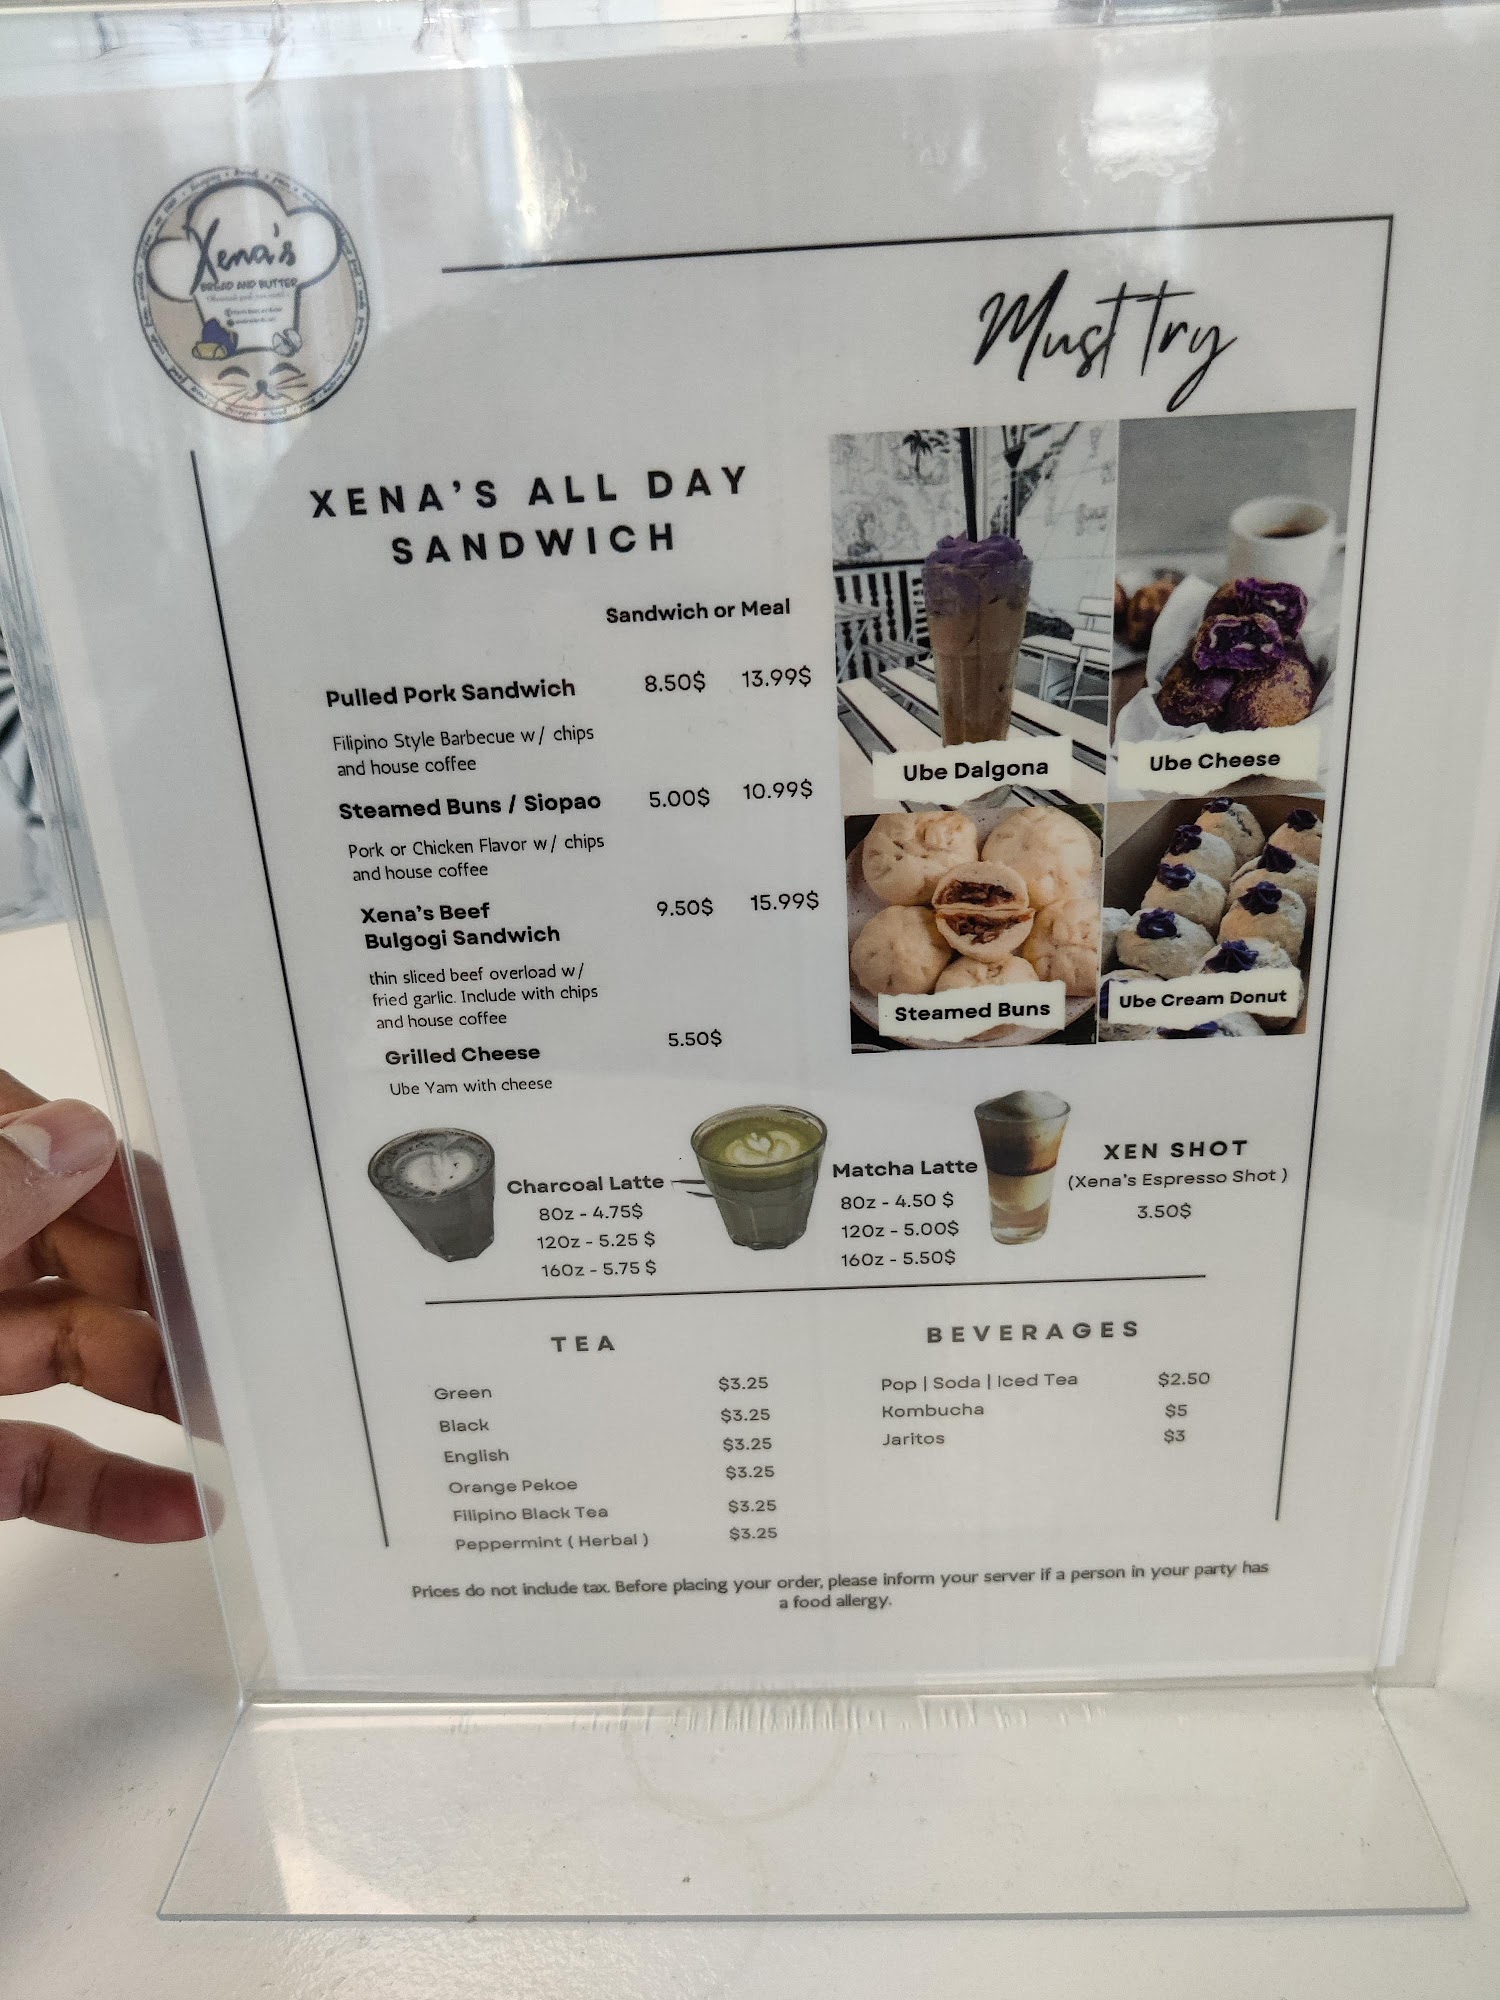 Xena's
BREAD AND BUTTER
Must Try
XENA'S ALL DAY
SANDWICH
Sandwich or Meal
Pulled Pork Sandwich 8.50$ 13.99$
Filipino Style Barbecue w/ chips
and house coffee
Steamed Buns / Siopao 5.00$ 10.99$
Pork or Chicken Flavor w/ chips
and house coffee
Xena's Beef
Bulgogi Sandwich 9.50$ 15.99$
thin sliced beef overload w/
fried garlic. Include with chips
and house coffee
Grilled Cheese 5.50$
Ube Yam with cheese
Ube Dalgona
Ube Cheese
Steamed Buns
Ube Cream Donut
Charcoal Latte
8Oz - 4.75$
12Oz - 5.25 $
16Oz - 5.75 $
Matcha Latte
8Oz - 4.50 $
12Oz - 5.00$
16Oz - 5.50$
XEN SHOT
(Xena's Espresso Shot )
3.50$
TEA
Green $3.25
Black $3.25
English $3.25
Orange Pekoe $3.25
Filipino Black Tea $3.25
Peppermint ( Herbal ) $3.25
BEVERAGES
Pop | Soda | Iced Tea $2.50
Kombucha $5
Jaritos $3
Prices do not include tax. Before placing your order, please inform your server if a person in your party has
a food allergy.